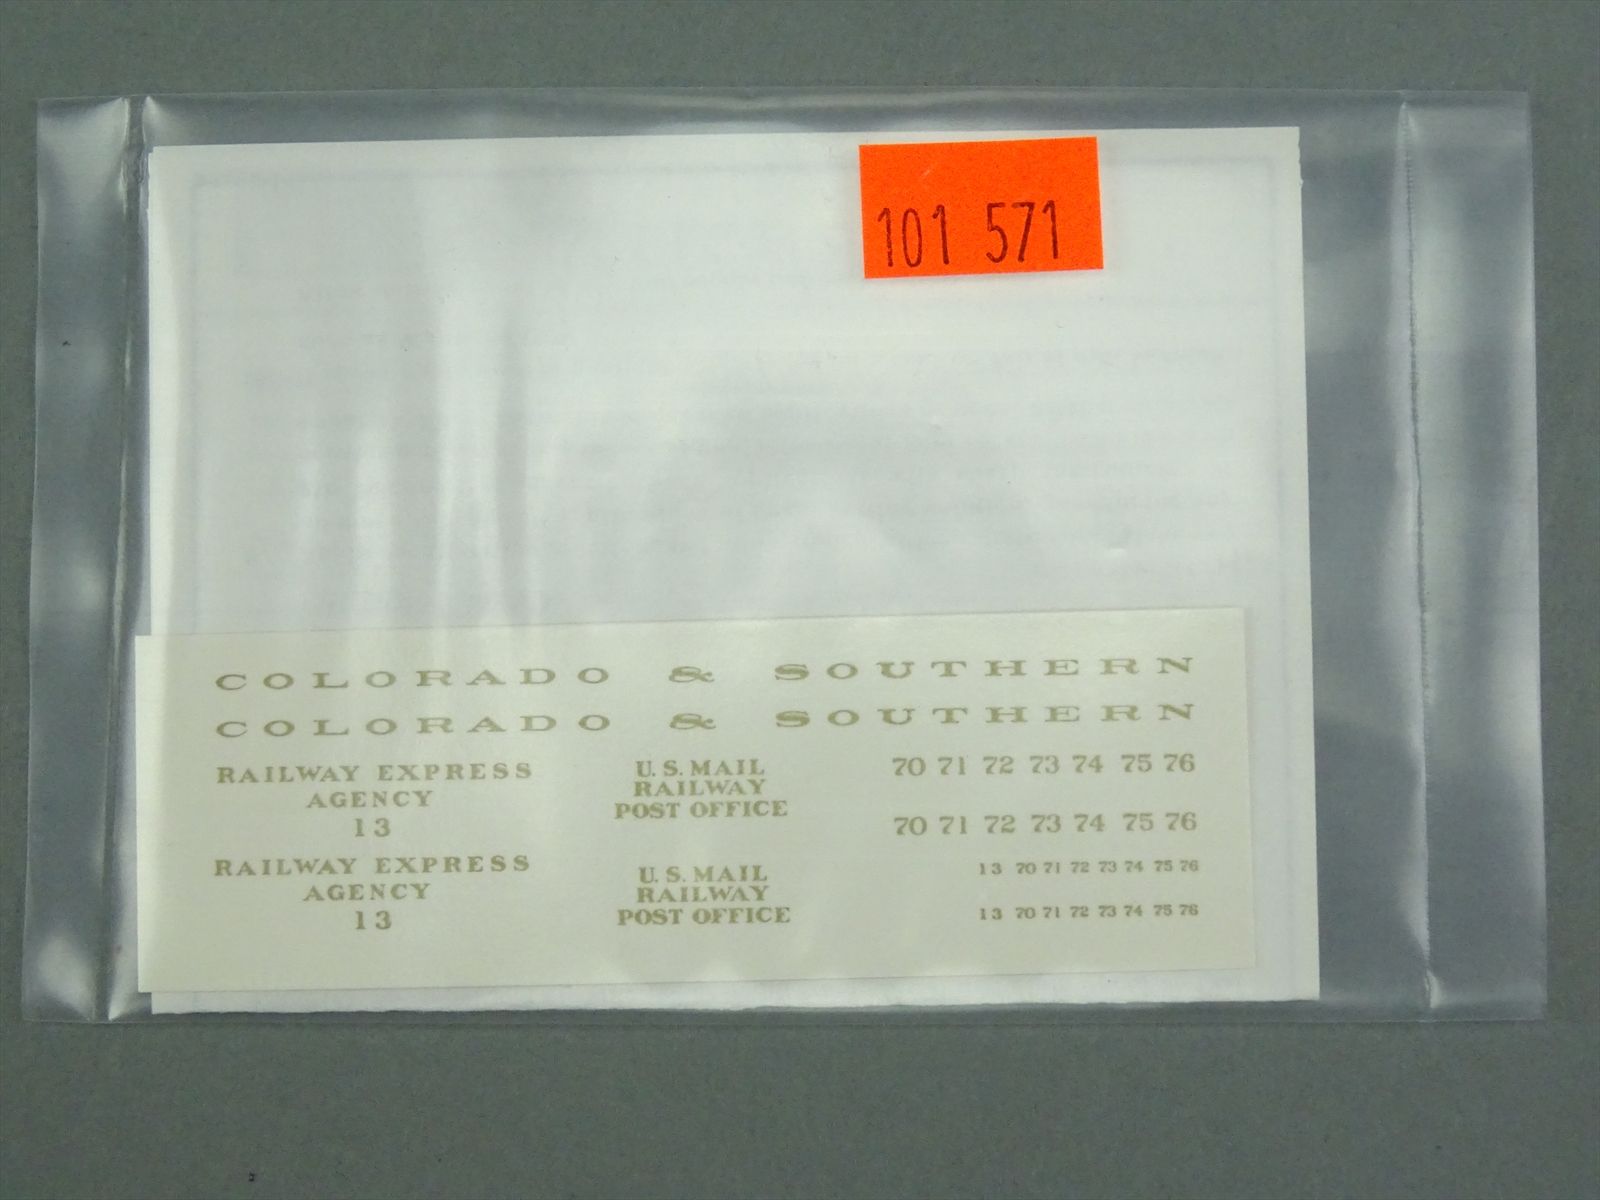 101 571
COLORADO & SOUTHERN
COLORADO & SOUTHERN
RAILWAY EXPRESS
AGENCY
13
U.S. MAIL
RAILWAY
POST OFFICE
70 71 72 73 74 75 76
70 71 72 73 74 75 76
RAILWAY EXPRESS
AGENCY
13
U.S. MAIL
RAILWAY
POST OFFICE
13 70 71 72 73 74 75 76
13 70 71 72 73 74 75 76